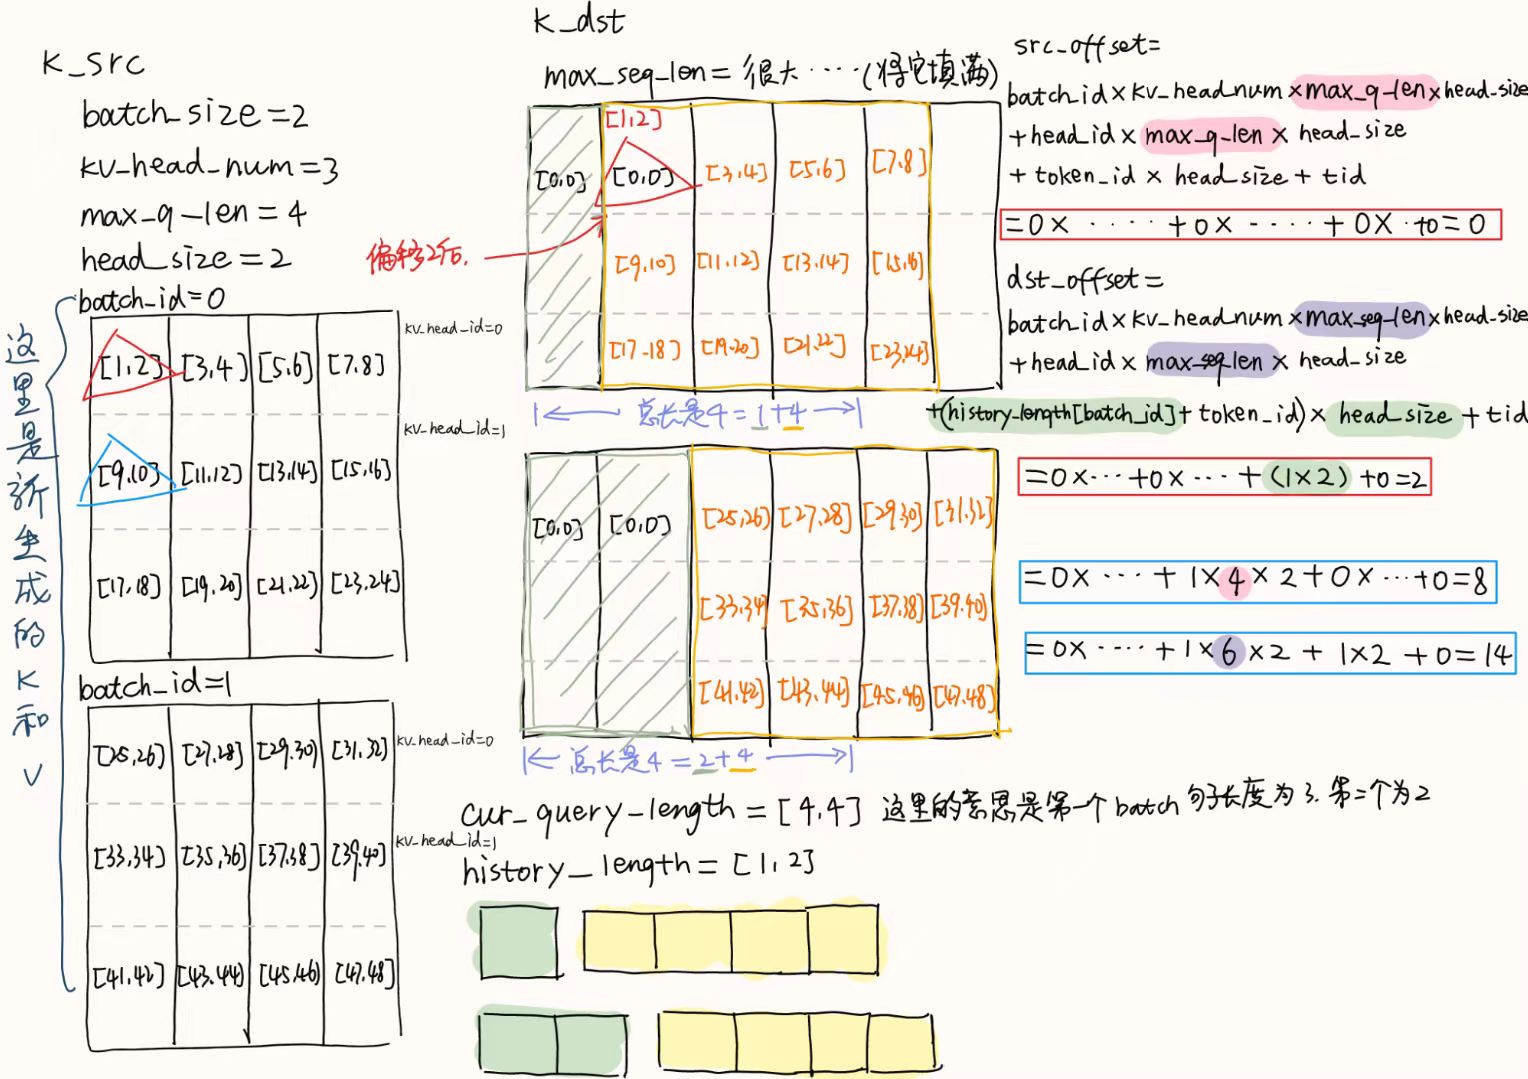 K_src
batch_size=2
kv_head_num=3
max_q_len=4
head_size=2
batch_id=0
[1,2] [3,4] [5,6] [7,8]
kv_head_id=0
[9,10] [11,12] [13,14] [15,16]
kv_head_id=1
[17,18] [19,20] [21,22] [23,24]
batch_id=1
[25,26] [27,28] [29,30] [31,32]
kv_head_id=0
[33,34] [35,36] [37,38] [39,40]
kv_head_id=1
[41,42] [43,44] [45,46] [47,48]
这里是新生成的K和V
K_dst
max_seq_len=很大·····(将它填满)
[1,2]
[0,0] [0,0] [3,4] [5,6] [7,8]
偏移2后.
[9,10] [11,12] [13,14] [15,16]
[17-18] [19,20] [21,22] [23,24]
总长是4=1+4
[0,0] [0,0] [25,26] [27,28] [29,30] [31,32]
[33,34] [35,36] [37,38] [39,40]
[41,42] [43,44] [45,46] [47,48]
总长是4=2+4
cur_query_length=[4,4] 这里的意思是第一个batch句子长度为3.第二个为2
history_length=[1,2]
src_offset=
batch_id×kv_headnum×max_q_len×head_size
+head_id×max_q_len×head_size
+token_id×head_size+tid
=0×·····+0×·····+0×·+0=0
dst_offset=
batch_id×kv_headnum×max_seq_len×head_size
+head_id×max_seq_len×head_size
+(history_length[batch_id]+token_id)×head_size+tid
=0×···+0×···+(1×2)+0=2
=0×···+1×4×2+0×···+0=8
=0×····+1×6×2+1×2+0=14